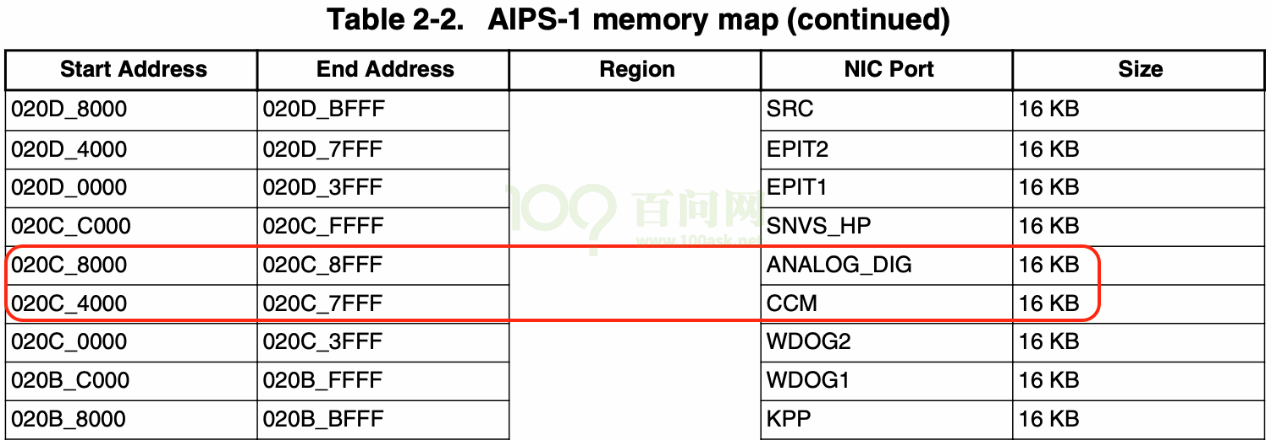 Table 2-2. AIPS-1 memory map (continued)
Start Address End Address Region NIC Port Size
020D_8000 020D_BFFF SRC 16 KB
020D_4000 020D_7FFF EPIT2 16 KB
020D_0000 020D_3FFF EPIT1 16 KB
020C_C000 020C_FFFF SNVS_HP 16 KB
100 百问网
www.100ask.net
020C_8000 020C_8FFF ANALOG_DIG 16 KB
020C_4000 020C_7FFF CCM 16 KB
020C_0000 020C_3FFF WDOG2 16 KB
020B_C000 020B_FFFF WDOG1 16 KB
020B_8000 020B_BFFF KPP 16 KB